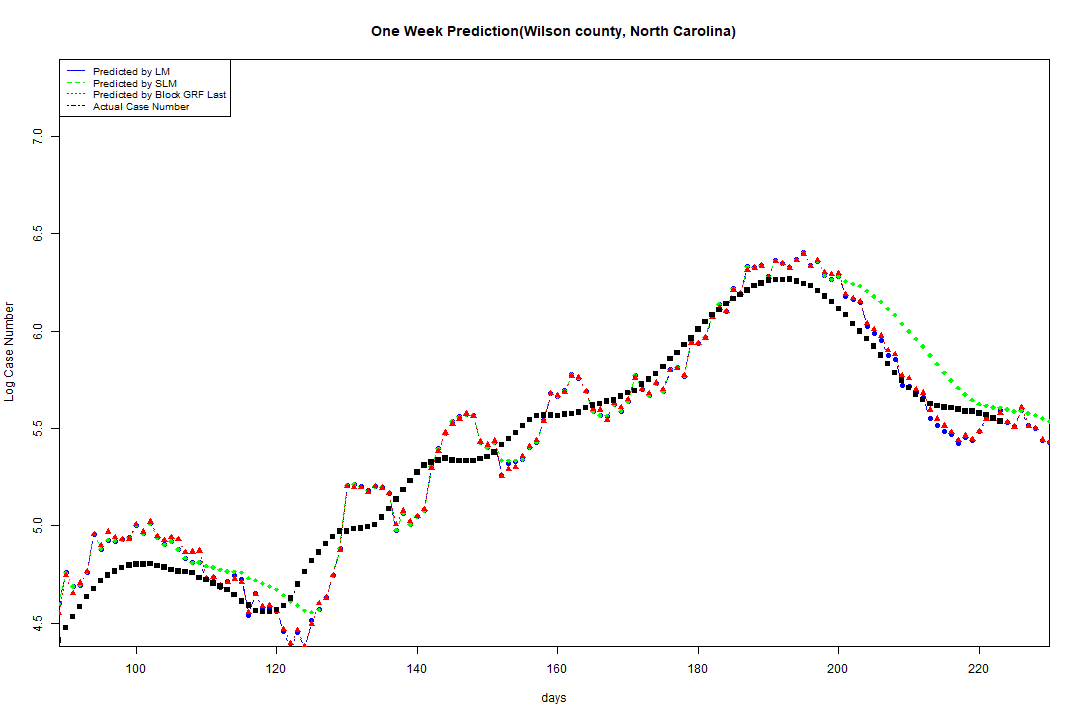 One Week Prediction(Wilson county, North Carolina)
Predicted by LM
Predicted by SLM
Predicted by Block GRF Last
Actual Case Number
7.0
6.5
6.0
5.5
5.0
4.5
Log Case Number
100 120 140 160 180 200 220
days